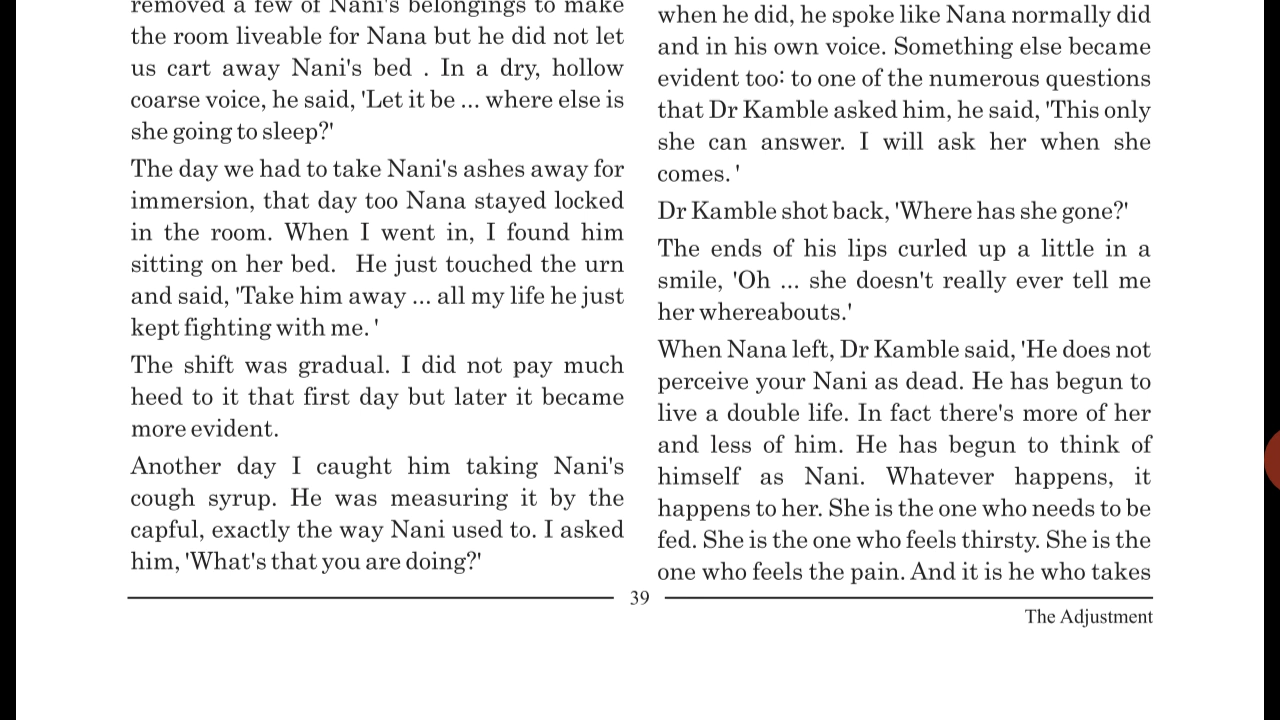 removed a few of Nani's belongings to make
the room liveable for Nana but he did not let
us cart away Nani's bed . In a dry, hollow
coarse voice, he said, 'Let it be ... where else is
she going to sleep?'
The day we had to take Nani's ashes away for
immersion, that day too Nana stayed locked
in the room. When I went in, I found him
sitting on her bed. He just touched the urn
and said, 'Take him away ... all my life he just
kept fighting with me. '
The shift was gradual. I did not pay much
heed to it that first day but later it became
more evident.
Another day I caught him taking Nani's
cough syrup. He was measuring it by the
capful, exactly the way Nani used to. I asked
him, 'What's that you are doing?'
when he did, he spoke like Nana normally did
and in his own voice. Something else became
evident too: to one of the numerous questions
that Dr Kamble asked him, he said, 'This only
she can answer. I will ask her when she
comes. '
Dr Kamble shot back, 'Where has she gone?'
The ends of his lips curled up a little in a
smile, 'Oh ... she doesn't really ever tell me
her whereabouts.'
When Nana left, Dr Kamble said, 'He does not
perceive your Nani as dead. He has begun to
live a double life. In fact there's more of her
and less of him. He has begun to think of
himself as Nani. Whatever happens, it
happens to her. She is the one who needs to be
fed. She is the one who feels thirsty. She is the
one who feels the pain. And it is he who takes
39
The Adjustment